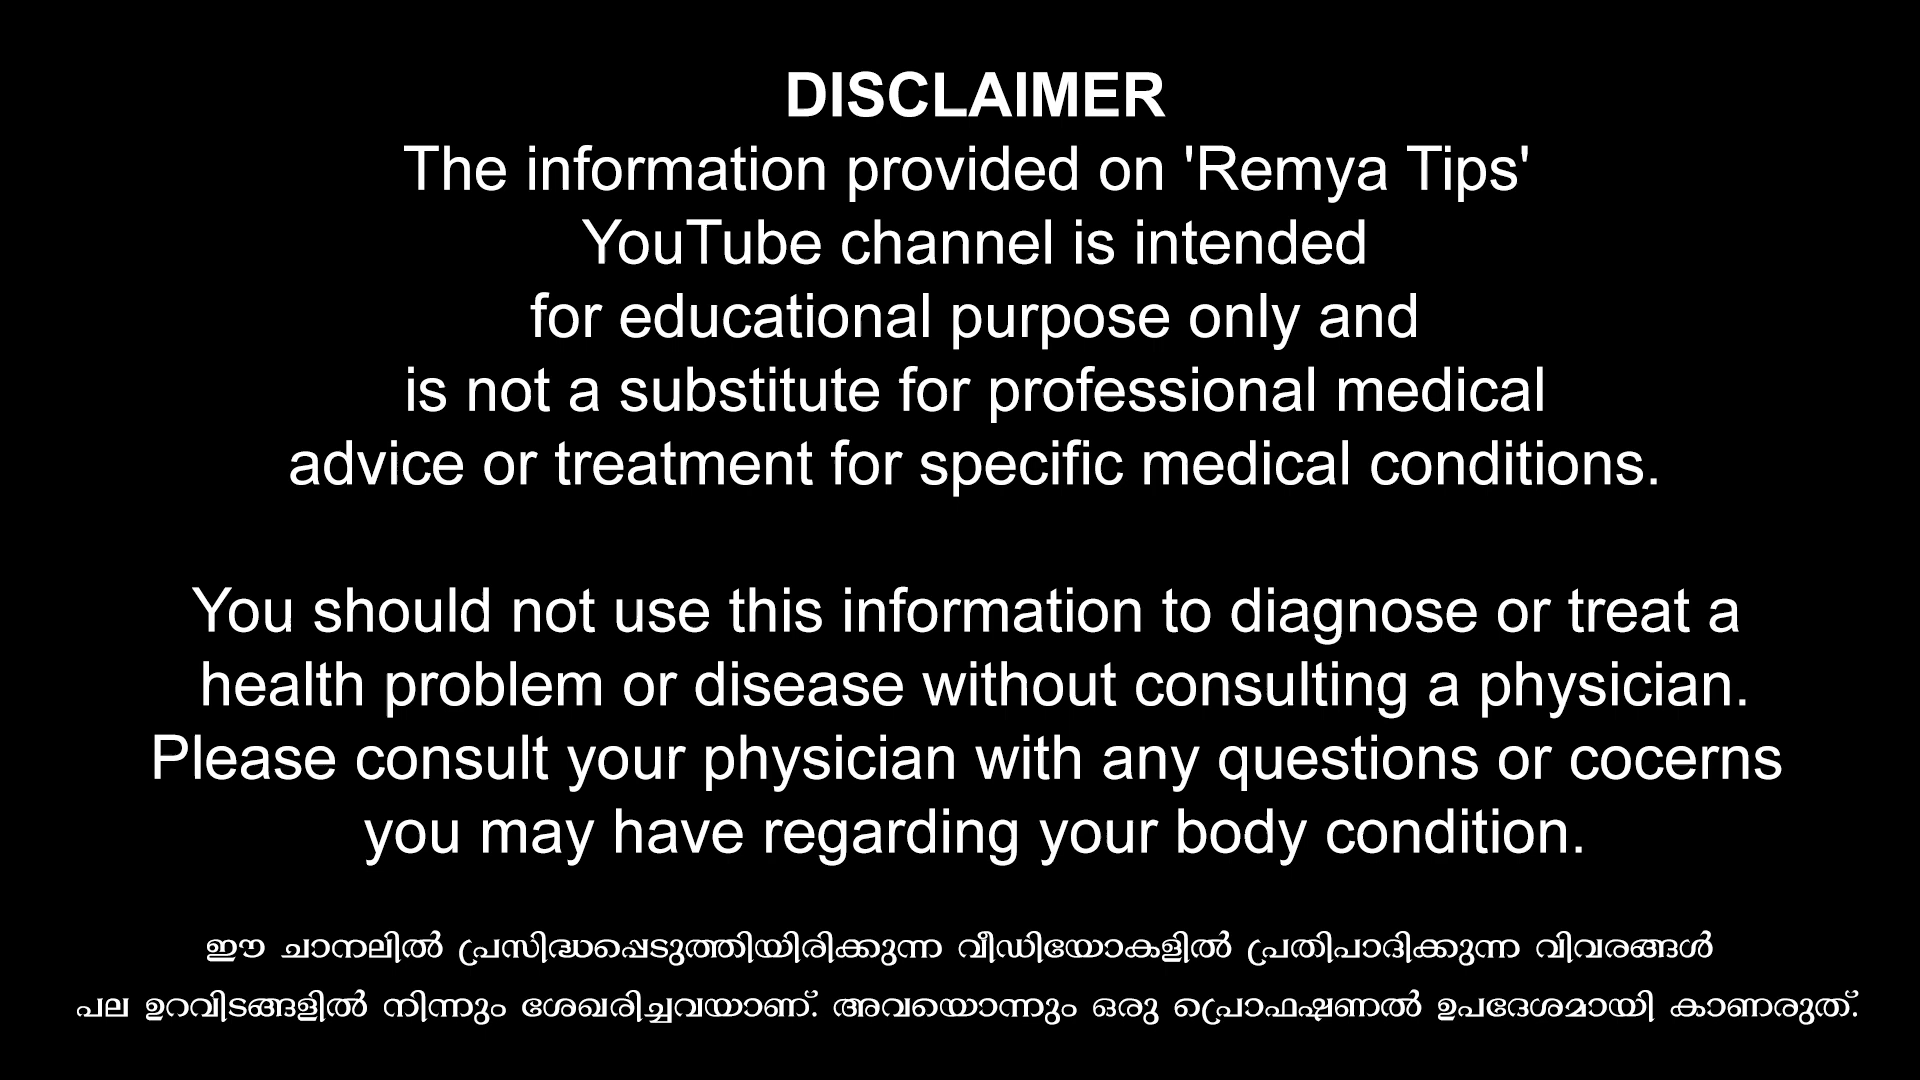 DISCLAIMER
The information provided on 'Remya Tips'
YouTube channel is intended
for educational purpose only and
is not a substitute for professional medical
advice or treatment for specific medical conditions.
You should not use this information to diagnose or treat a
health problem or disease without consulting a physician.
Please consult your physician with any questions or cocerns
you may have regarding your body condition.
ഈ ചാനലിൽ പ്രസിദ്ധപ്പെടുത്തിയിരിക്കുന്ന വീഡിയോകളിൽ പ്രതിപാദിക്കുന്ന വിവരങ്ങൾ
പല ഉറവിടങ്ങളിൽ നിന്നും ശേഖരിച്ചവയാണ്. അവയൊന്നും ഒരു പ്രൊഫഷണൽ ഉപദേശമായി കാണരുത്.